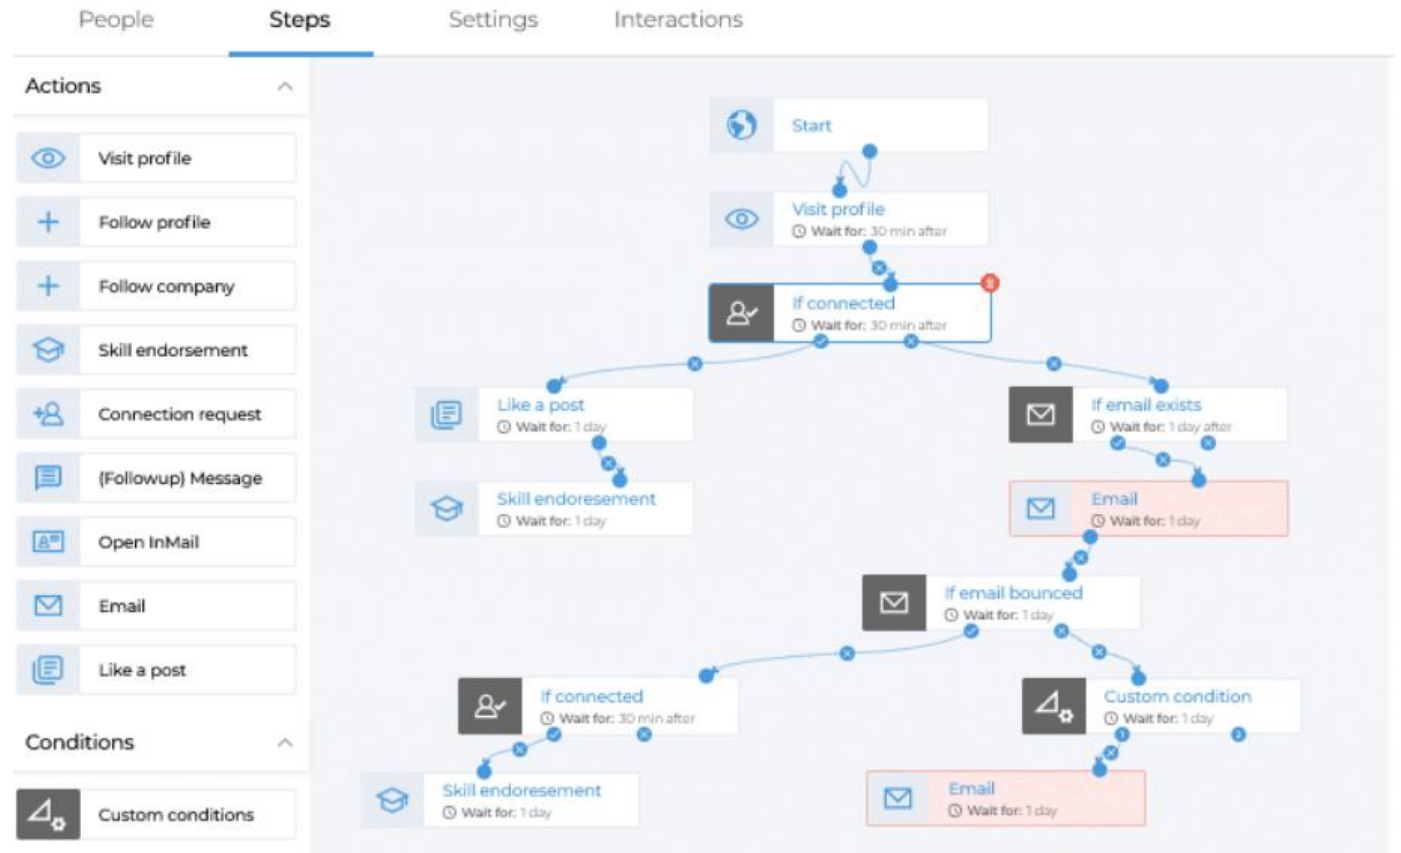 People
Steps
Settings
Interactions
Actions
Visit profile
Follow profile
Follow company
Skill endorsement
Connection request
(Followup) Message
Open InMail
Email
Like a post
Conditions
Custom conditions
Start
Visit profile
Wait for: 30 min after
If connected
Wait for: 30 min after
Like a post
Wait for: 1 day
If email exists
Wait for: 1 day after
Skill endoresement
Wait for: 1 day
Email
Wait for: 1 day
If email bounced
Wait for: 1 day
If connected
Wait for: 30 min after
Custom condition
Wait for: 1 day
1
2
Skill endoresement
Wait for: 1 day
Email
Wait for: 1 day